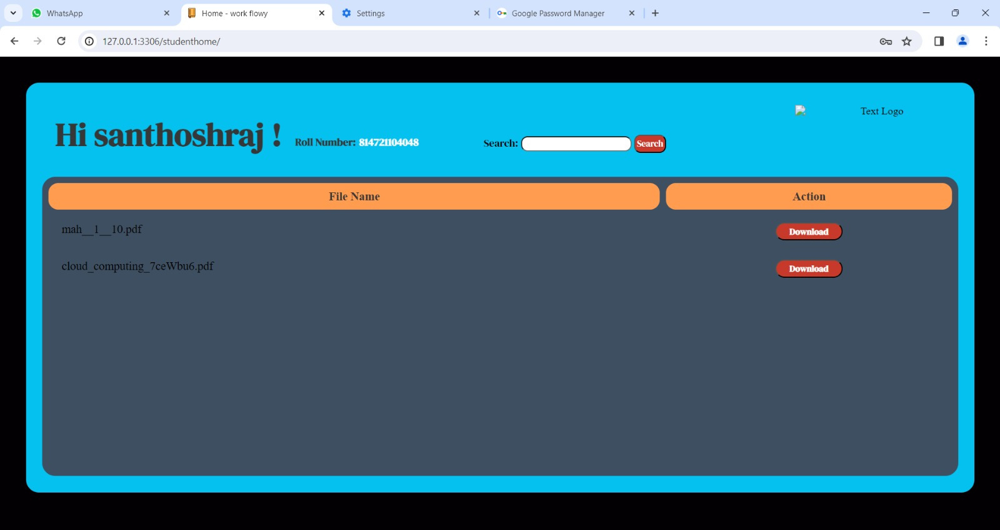 WhatsApp
Home - work flowy
Settings
Google Password Manager
127.0.0.1:3306/studenthome/
Text Logo
Hi santhoshraj !
Roll Number: 814721104048
Search:
Search
File Name
Action
mah__1__10.pdf
Download
cloud_computing_7ceWbu6.pdf
Download